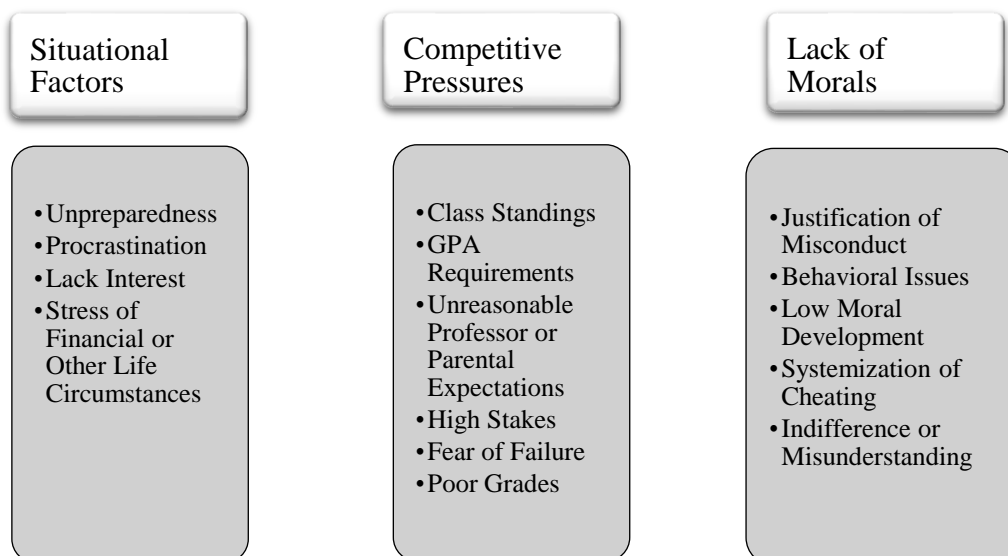 Situational
Factors
•Unpreparedness
•Procrastination
•Lack Interest
•Stress of
Financial or
Other Life
Circumstances
Competitive
Pressures
•Class Standings
•GPA
Requirements
•Unreasonable
Professor or
Parental
Expectations
•High Stakes
•Fear of Failure
•Poor Grades
Lack of
Morals
•Justification of
Misconduct
•Behavioral Issues
•Low Moral
Development
•Systemization of
Cheating
•Indifference or
Misunderstanding